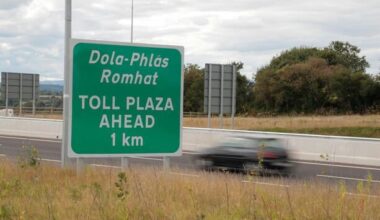 Dola-Phlás
Romhat
TOLL PLAZA
AHEAD
1 km